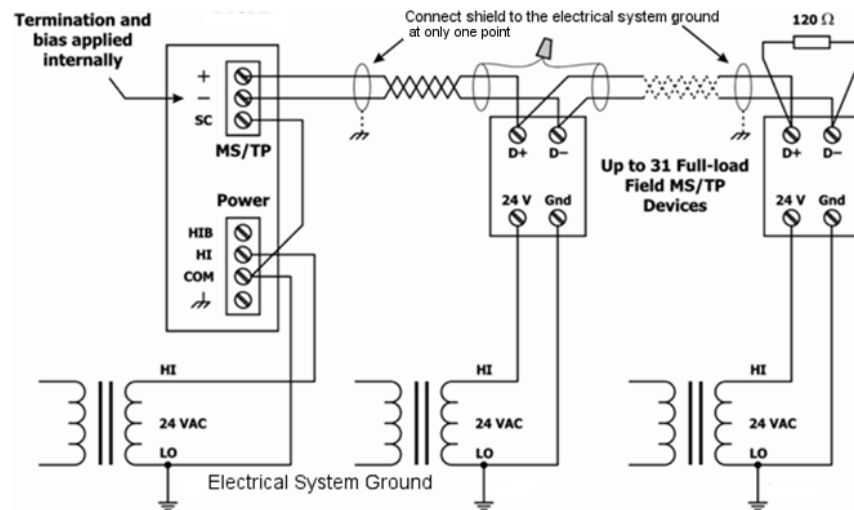 Termination and
bias applied
internally
Connect shield to the electrical system ground
at only one point
120 Ω
+
−
SC
MS/TP
D+ D−
Up to 31 Full-load
Field MS/TP
Devices
D+ D−
Power
24 V Gnd
24 V Gnd
HIB
HI
COM
HI
24 VAC
LO
HI
24 VAC
LO
HI
24 VAC
LO
Electrical System Ground